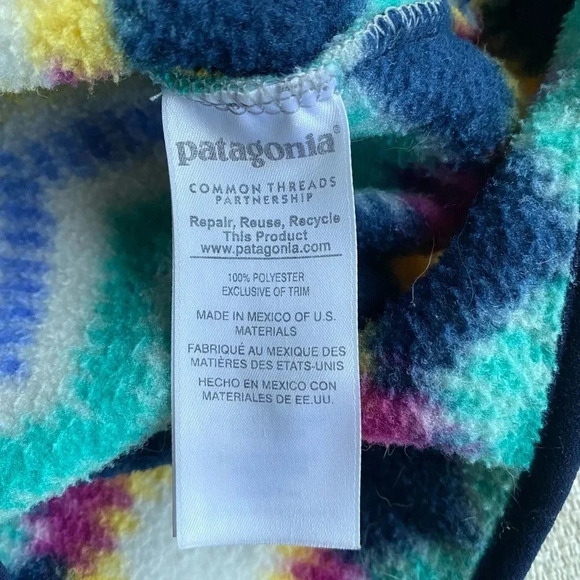 patagonia®
COMMON THREADS
PARTNERSHIP
Repair, Reuse, Recycle
This Product
www.patagonia.com
100% POLYESTER
EXCLUSIVE OF TRIM
MADE IN MEXICO OF U.S.
MATERIALS
FABRIQUÉ AU MEXIQUE DES
MATIÈRES DES ETATS-UNIS
HECHO EN MEXICO CON
MATERIALES DE EE.UU.